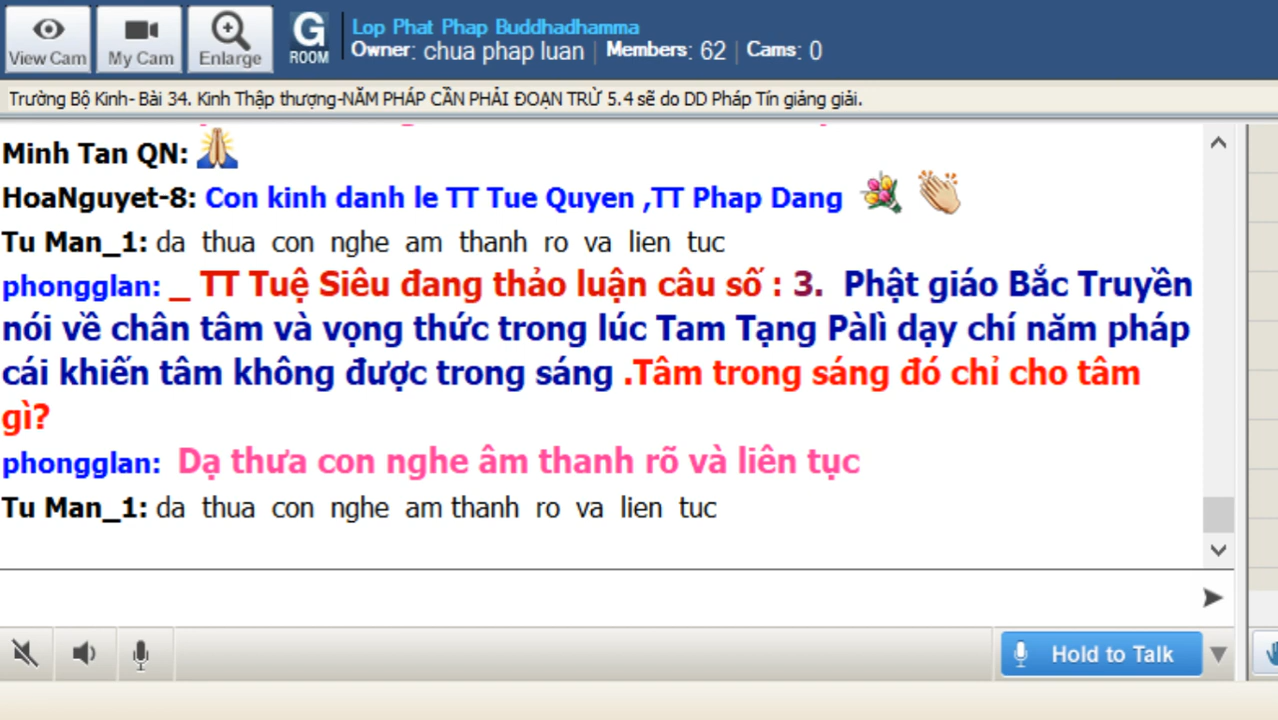 View Cam
My Cam
Enlarge
G
ROOM
Lop Phat Phap Buddhadhamma
Owner: chua phap luan | Members: 62 | Cams: 0
Trường Bộ Kinh- Bài 34. Kinh Thập thượng-NĂM PHÁP CẦN PHẢI ĐOẠN TRỪ 5.4 sẽ do DD Pháp Tín giảng giải.
Minh Tan QN:
HoaNguyet-8: Con kinh danh le TT Tue Quyen ,TT Phap Dang
Tu Man_1: da thua con nghe am thanh ro va lien tuc
phongglan: _ TT Tuệ Siêu đang thảo luận câu số : 3. Phật giáo Bắc Truyền
nói về chân tâm và vọng thức trong lúc Tam Tạng Pàlì dạy chí năm pháp
cái khiến tâm không được trong sáng .Tâm trong sáng đó chỉ cho tâm
gì?
phongglan: Dạ thưa con nghe âm thanh rõ và liên tục
Tu Man_1: da thua con nghe am thanh ro va lien tuc
Hold to Talk